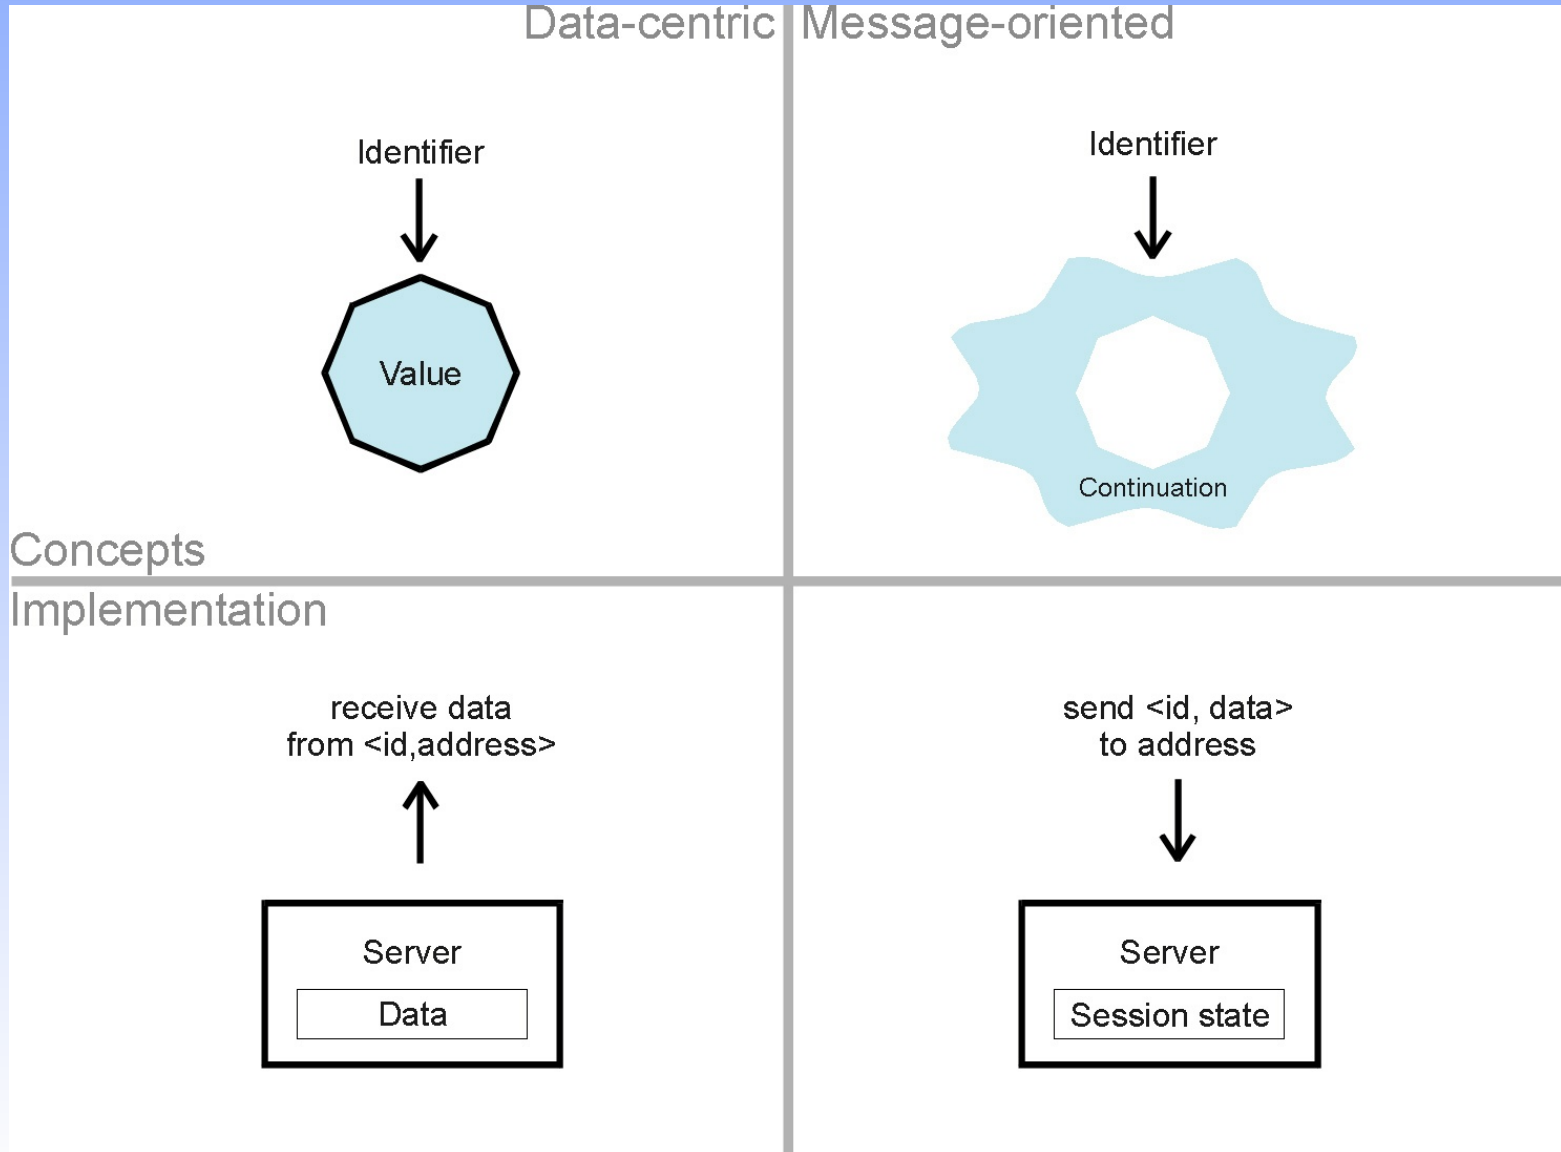 Data-centric
Message-oriented
Identifier
Value
Identifier
Continuation
Concepts
Implementation
receive data
from <id,address>
Server
Data
send <id, data>
to address
Server
Session state